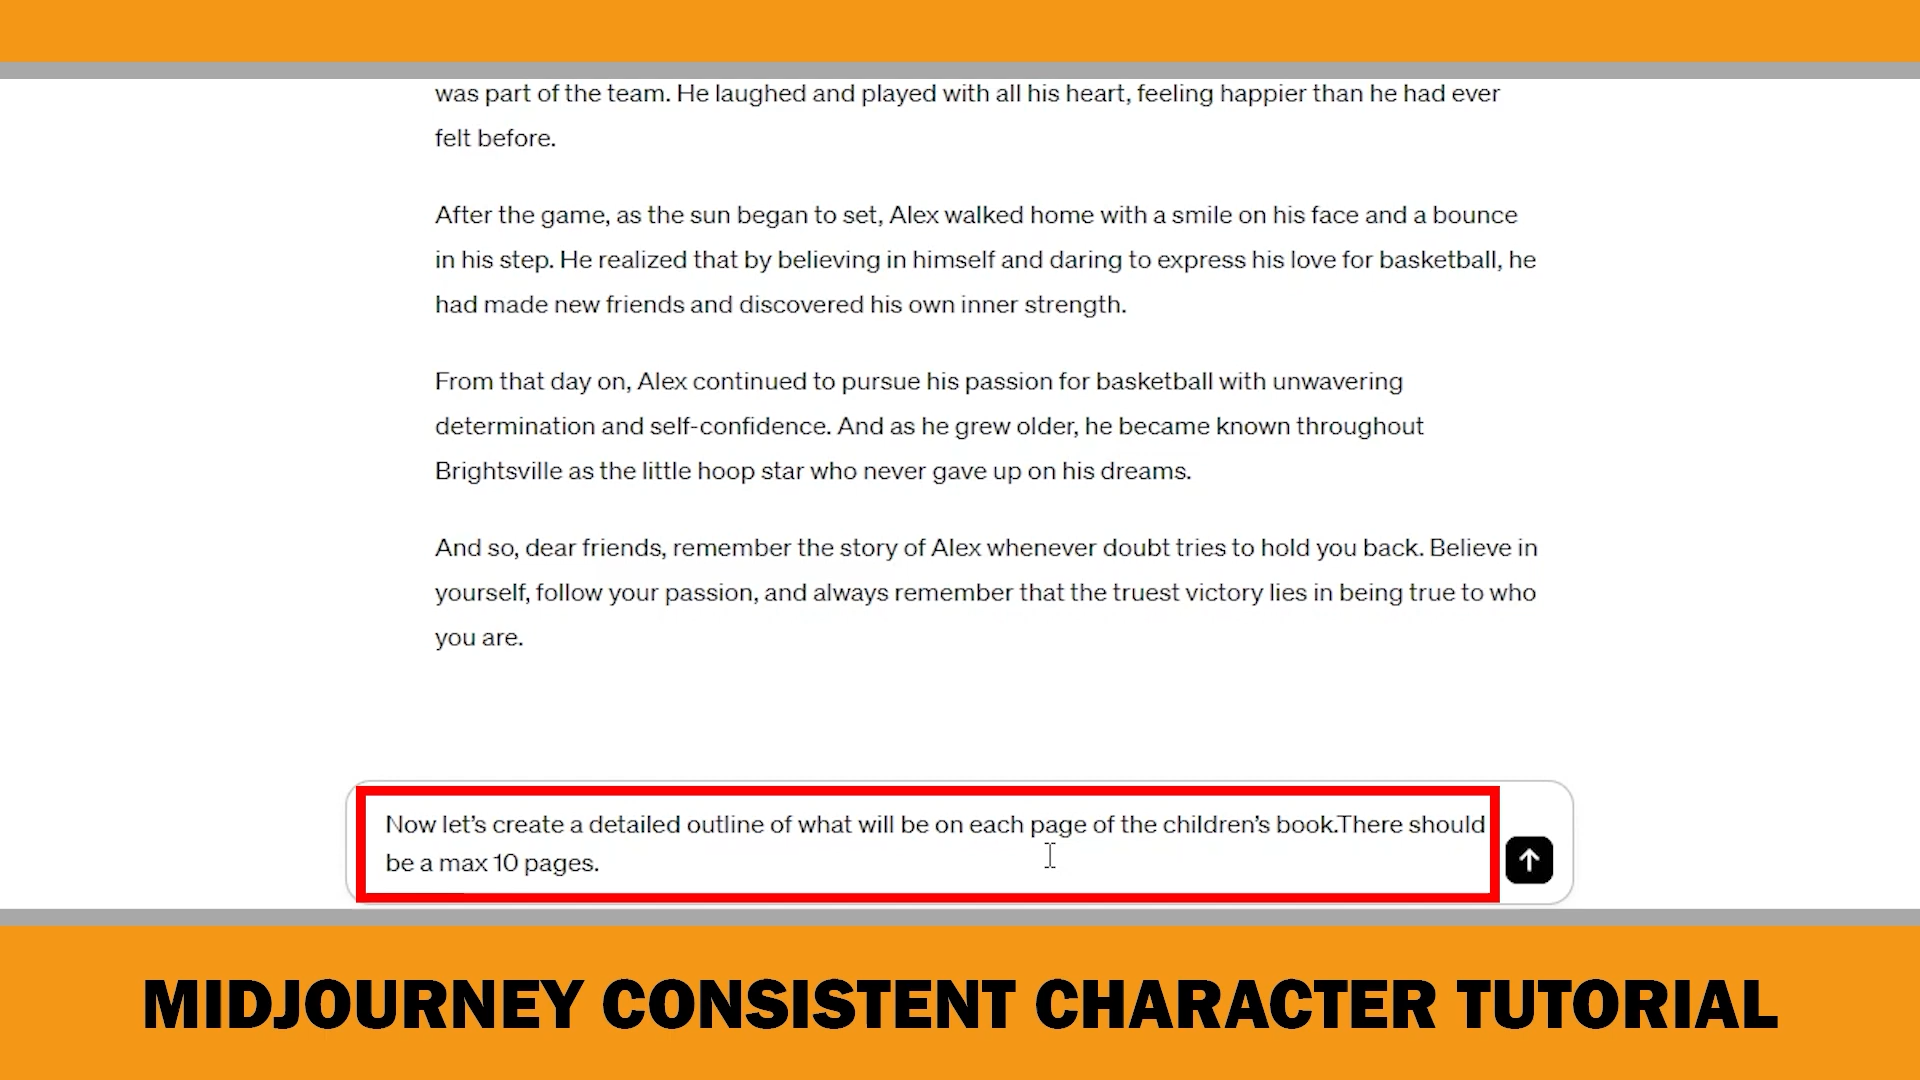 was part of the team. He laughed and played with all his heart, feeling happier than he had ever
felt before.
After the game, as the sun began to set, Alex walked home with a smile on his face and a bounce
in his step. He realized that by believing in himself and daring to express his love for basketball, he
had made new friends and discovered his own inner strength.
From that day on, Alex continued to pursue his passion for basketball with unwavering
determination and self-confidence. And as he grew older, he became known throughout
Brightsville as the little hoop star who never gave up on his dreams.
And so, dear friends, remember the story of Alex whenever doubt tries to hold you back. Believe in
yourself, follow your passion, and always remember that the truest victory lies in being true to who
you are.
Now let’s create a detailed outline of what will be on each page of the children’s book.There should
be a max 10 pages.
MIDJOURNEY CONSISTENT CHARACTER TUTORIAL